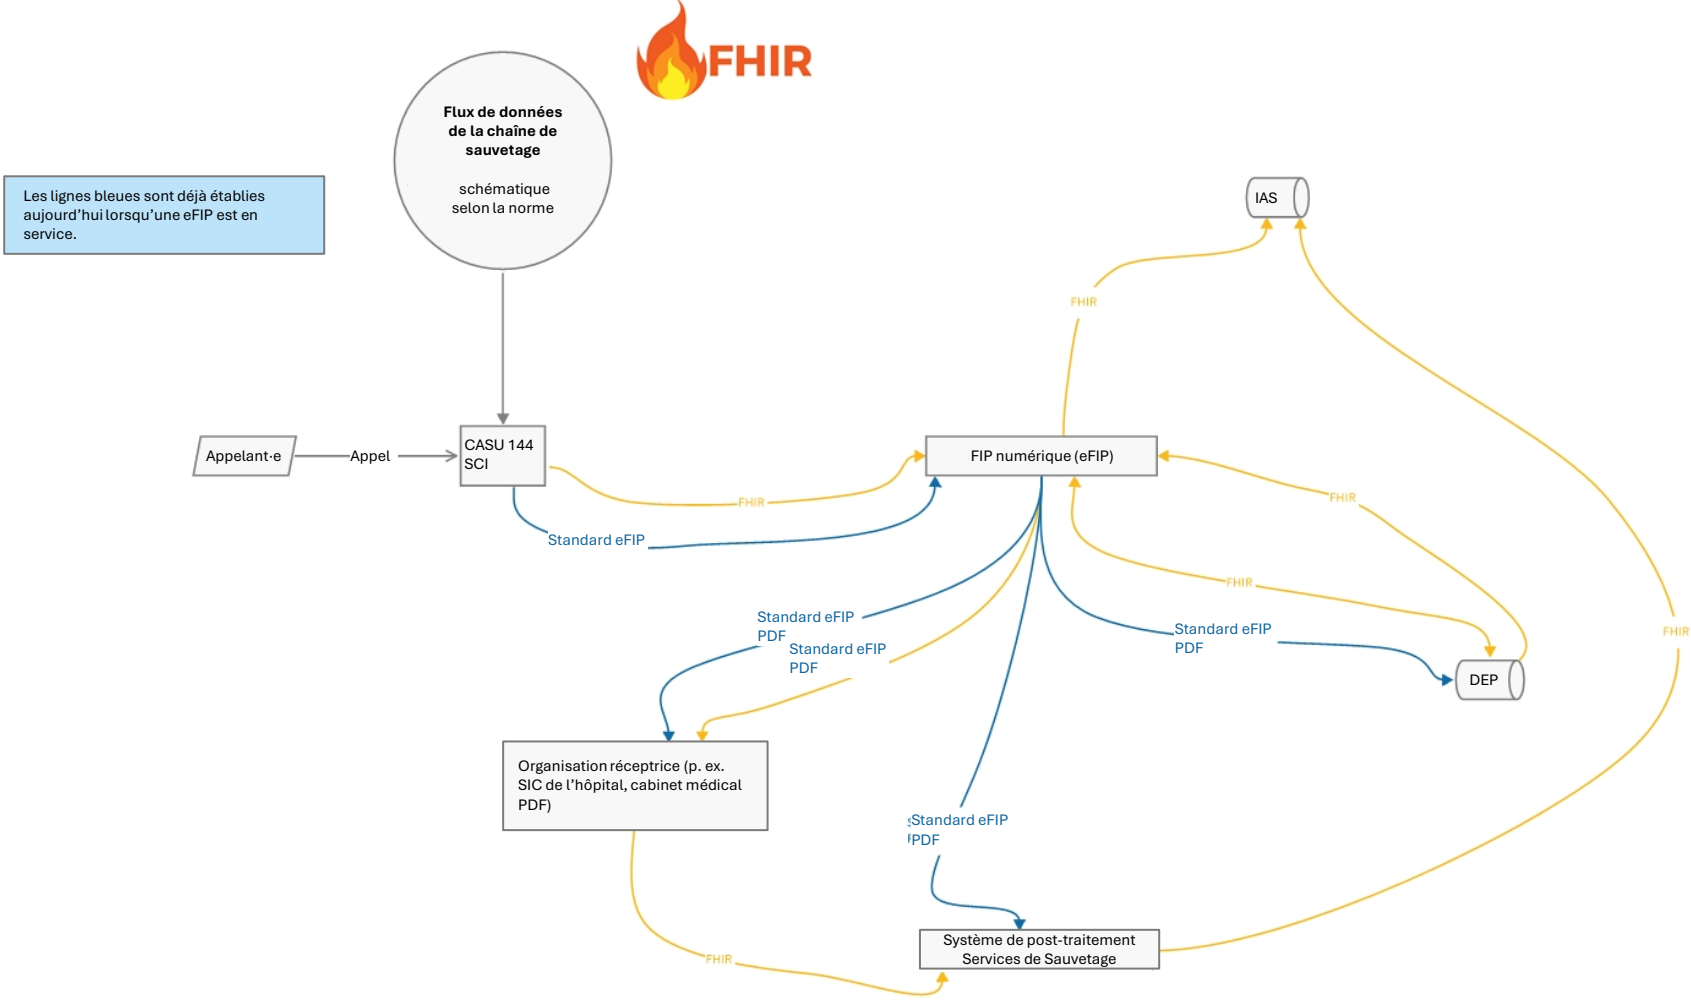 FHIR
Flux de données
de la chaîne de
sauvetage
schématique
selon la norme
Les lignes bleues sont déjà établies
aujourd'hui lorsqu'une eFIP est en
service.
IAS
FHIR
Appelant·e
Appel
CASU 144
SCI
FIP numérique (eFIP)
FHIR
FHIR
Standard eFIP
FHIR
Standard eFIP
PDF
Standard eFIP
PDF
Standard eFIP
PDF
FHIR
DEP
Organisation réceptrice (p. ex.
SIC de l'hôpital, cabinet médical
PDF)
Standard eFIP
PDF
Système de post-traitement
Services de Sauvetage
FHIR